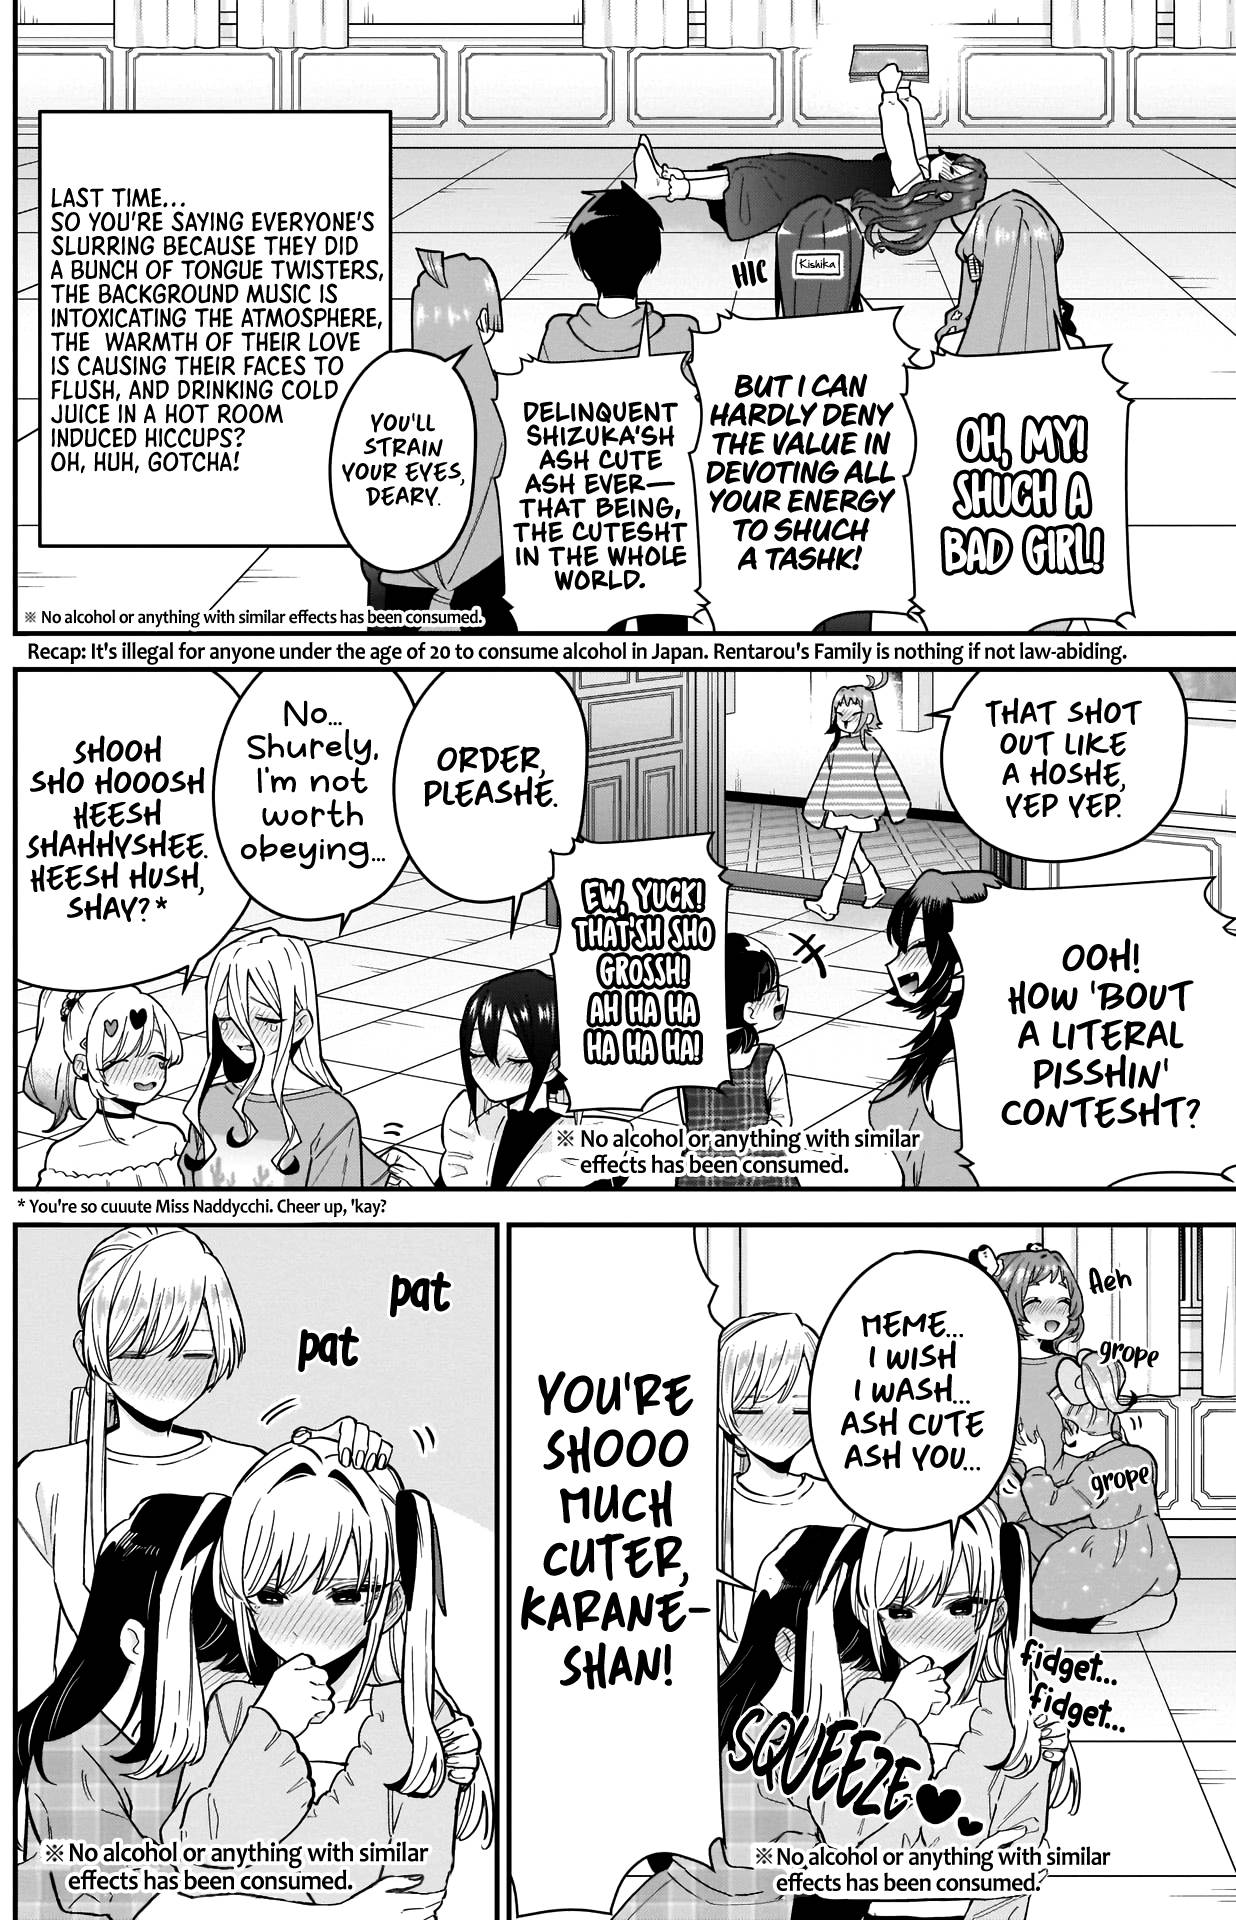 LAST TIME...
SO YOU'RE SAYING EVERYONE'S
SLURRING BECAUSE THEY DID
A BUNCH OF TONGUE TWISTERS,
THE BACKGROUND MUSIC IS
INTOXICATING THE ATMOSPHERE,
THE WARMTH OF THEIR LOVE
IS CAUSING THEIR FACES TO
FLUSH, AND DRINKING COLD
JUICE IN A HOT ROOM
INDUCED HICCUPS?
OH, HUH, GOTCHA!
HIC
Kishika
OH, MY!
SHUCH A
BAD GIRL!
BUT I CAN
HARDLY DENY
THE VALUE IN
DEVOTING ALL
YOUR ENERGY
TO SHUCH
A TASHK!
DELINQUENT
SHIZUKA'SH
ASH CUTE
ASH EVER—
THAT BEING,
THE CUTESHT
IN THE WHOLE
WORLD.
YOU'LL
STRAIN
YOUR EYES,
DEARY.
※ No alcohol or anything with similar effects has been consumed.
Recap: It's illegal for anyone under the age of 20 to consume alcohol in Japan. Rentarou's Family is nothing if not law-abiding.
THAT SHOT
OUT LIKE
A HOSHE,
YEP YEP.
OOH!
HOW 'BOUT
A LITERAL
PISSHIN'
CONTESHT?
EW, YUCK!
THAT'SH SHO
GROSSH!
AH HA HA
HA HA HA!
ORDER,
PLEASHE.
No...
Shurely,
I'm not
worth
obeying...
SHOOH
SHO HOOOSH
HEESH
SHAHHYSHEE.
HEESH HUSH,
SHAY?*
※ No alcohol or anything with similar
effects has been consumed.
* You're so cuuute Miss Naddycchi. Cheer up, 'kay?
Aeh
grope
grope
MEME...
I WISH
I WASH...
ASH CUTE
ASH YOU...
YOU'RE
SHOOO
MUCH
CUTER,
KARANE-
SHAN!
fidget...
fidget...
SQUEEZE
※ No alcohol or anything with similar
effects has been consumed.
pat
pat
※ No alcohol or anything with similar
effects has been consumed.